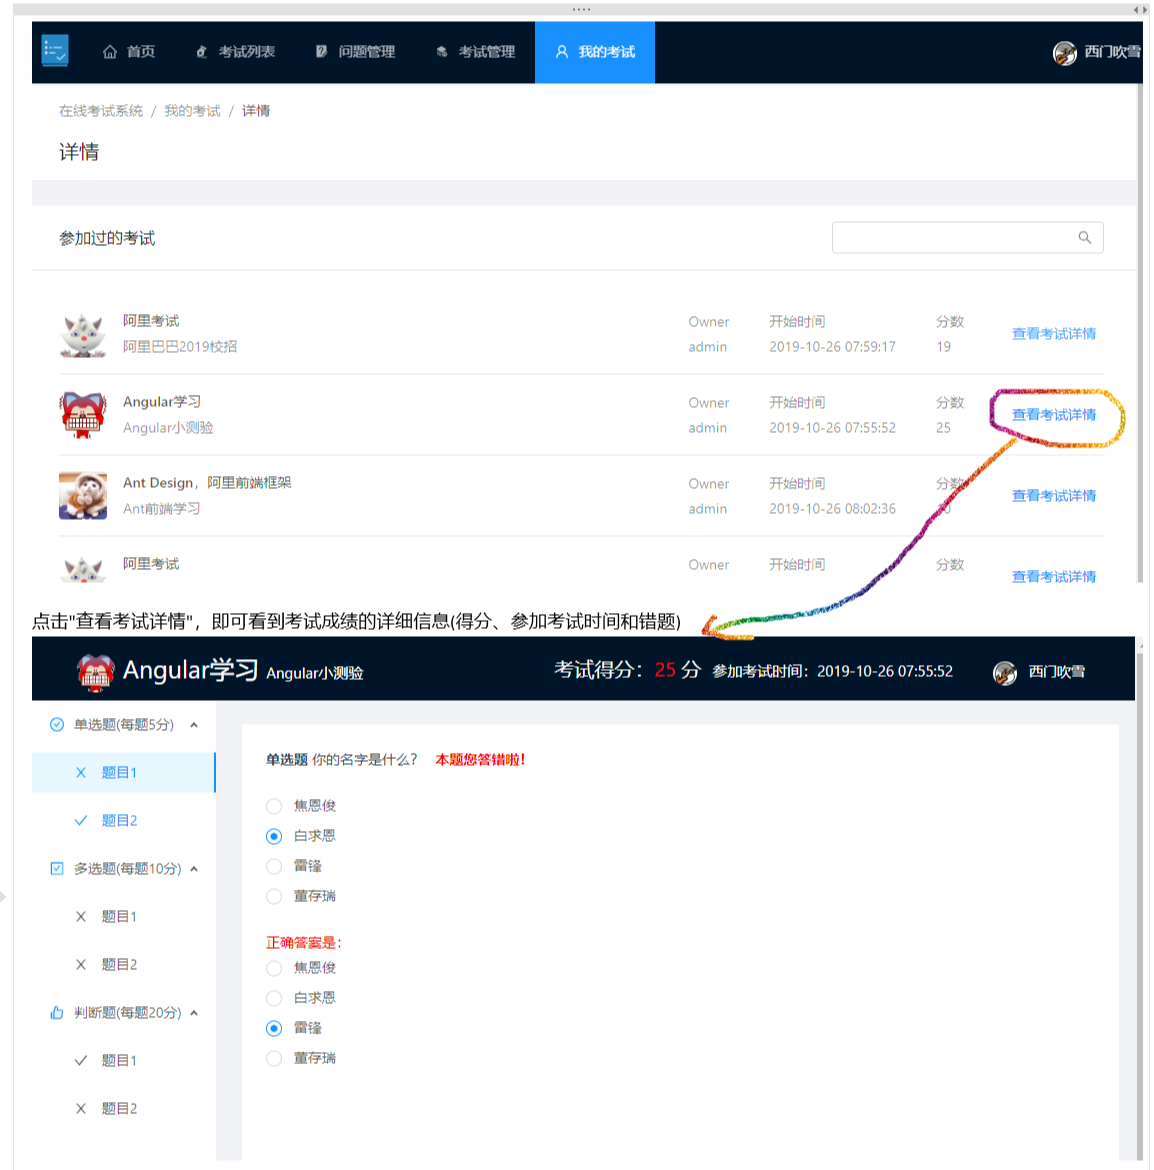 首页 考试列表 问题管理 考试管理 我的考试 西门吹雪
在线考试系统 / 我的考试 / 详情
详情
参加过的考试
阿里考试 Owner 开始时间 分数 查看考试详情
阿里巴巴2019校招 admin 2019-10-26 07:59:17 19
Angular学习 Owner 开始时间 分数 查看考试详情
Angular小测验 admin 2019-10-26 07:55:52 25
Ant Design，阿里前端框架 Owner 开始时间 分数 查看考试详情
Ant前端学习 admin 2019-10-26 08:02:36
阿里考试 Owner 开始时间 分数 查看考试详情
点击"查看考试详情"，即可看到考试成绩的详细信息(得分、参加考试时间和错题)
Angular学习 Angular小测验 考试得分：25 分 参加考试时间：2019-10-26 07:55:52 西门吹雪
单选题(每题5分)
题目1
题目2
多选题(每题10分)
题目1
题目2
判断题(每题20分)
题目1
题目2
单选题 你的名字是什么？ 本题您答错啦！
焦恩俊
白求恩
雷锋
董存瑞
正确答案是：
焦恩俊
白求恩
雷锋
董存瑞